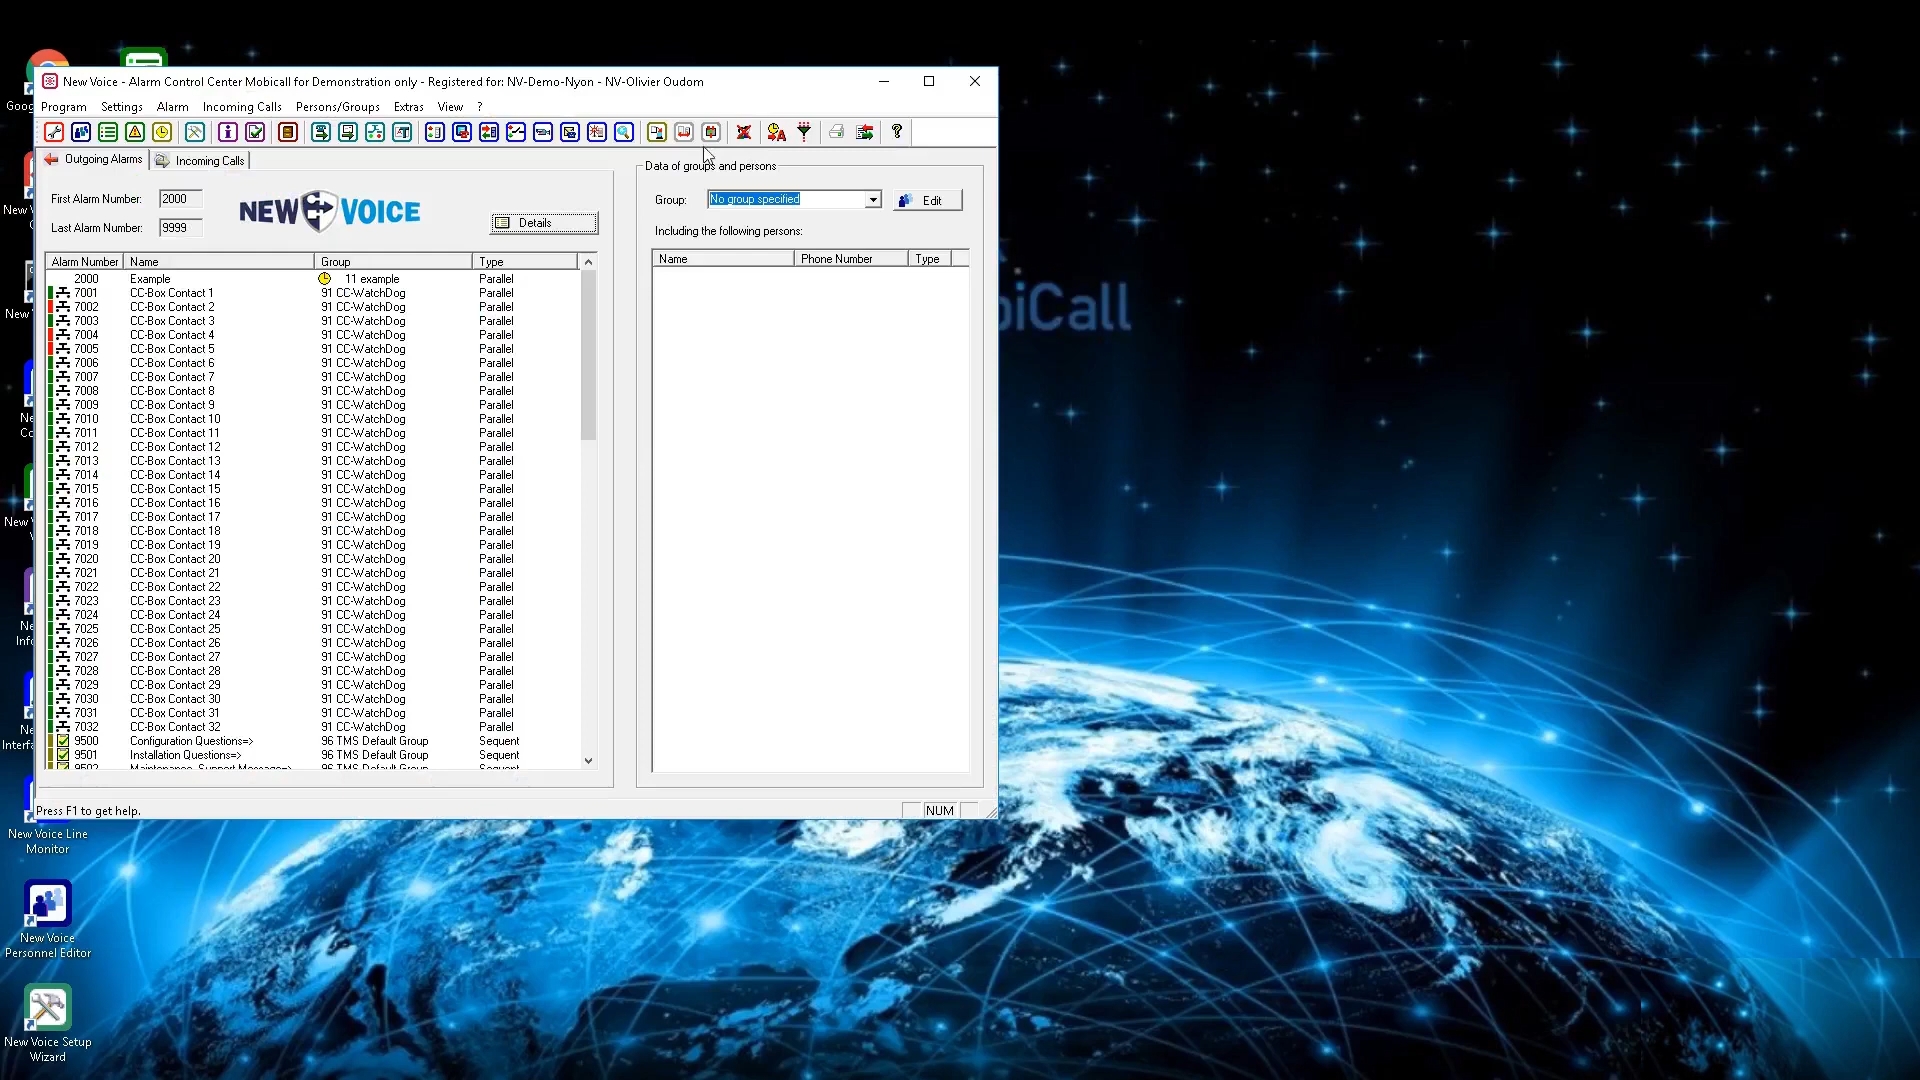 New Voice - Alarm Control Center Mobicall for Demonstration only - Registered for: NV-Demo-Nyon - NV-Olivier Oudom
Program Settings Alarm Incoming Calls Persons/Groups Extras View ?
Outgoing Alarms Incoming Calls
First Alarm Number: 2000
Last Alarm Number: 9999
NEW VOICE
Details
Alarm Number Name Group Type
2000 Example 11 example Parallel
7001 CC-Box Contact 1 91 CC-WatchDog Parallel
7002 CC-Box Contact 2 91 CC-WatchDog Parallel
7003 CC-Box Contact 3 91 CC-WatchDog Parallel
7004 CC-Box Contact 4 91 CC-WatchDog Parallel
7005 CC-Box Contact 5 91 CC-WatchDog Parallel
7006 CC-Box Contact 6 91 CC-WatchDog Parallel
7007 CC-Box Contact 7 91 CC-WatchDog Parallel
7008 CC-Box Contact 8 91 CC-WatchDog Parallel
7009 CC-Box Contact 9 91 CC-WatchDog Parallel
7010 CC-Box Contact 10 91 CC-WatchDog Parallel
7011 CC-Box Contact 11 91 CC-WatchDog Parallel
7012 CC-Box Contact 12 91 CC-WatchDog Parallel
7013 CC-Box Contact 13 91 CC-WatchDog Parallel
7014 CC-Box Contact 14 91 CC-WatchDog Parallel
7015 CC-Box Contact 15 91 CC-WatchDog Parallel
7016 CC-Box Contact 16 91 CC-WatchDog Parallel
7017 CC-Box Contact 17 91 CC-WatchDog Parallel
7018 CC-Box Contact 18 91 CC-WatchDog Parallel
7019 CC-Box Contact 19 91 CC-WatchDog Parallel
7020 CC-Box Contact 20 91 CC-WatchDog Parallel
7021 CC-Box Contact 21 91 CC-WatchDog Parallel
7022 CC-Box Contact 22 91 CC-WatchDog Parallel
7023 CC-Box Contact 23 91 CC-WatchDog Parallel
7024 CC-Box Contact 24 91 CC-WatchDog Parallel
7025 CC-Box Contact 25 91 CC-WatchDog Parallel
7026 CC-Box Contact 26 91 CC-WatchDog Parallel
7027 CC-Box Contact 27 91 CC-WatchDog Parallel
7028 CC-Box Contact 28 91 CC-WatchDog Parallel
7029 CC-Box Contact 29 91 CC-WatchDog Parallel
7030 CC-Box Contact 30 91 CC-WatchDog Parallel
7031 CC-Box Contact 31 91 CC-WatchDog Parallel
7032 CC-Box Contact 32 91 CC-WatchDog Parallel
9500 Configuration Questions=> 96 TMS Default Group Sequent
9501 Installation Questions=> 96 TMS Default Group Sequent
9502 Maintenance, Support Message=> 96 TMS Default Group Sequent
Data of groups and persons
Group: No group specified Edit
Including the following persons:
Name Phone Number Type
Press F1 to get help.
NUM
biCall
Goog
New
New
Ne
Co
New
Ne
Info
Ne
Interfa
New Voice Line
Monitor
New Voice
Personnel Editor
New Voice Setup
Wizard